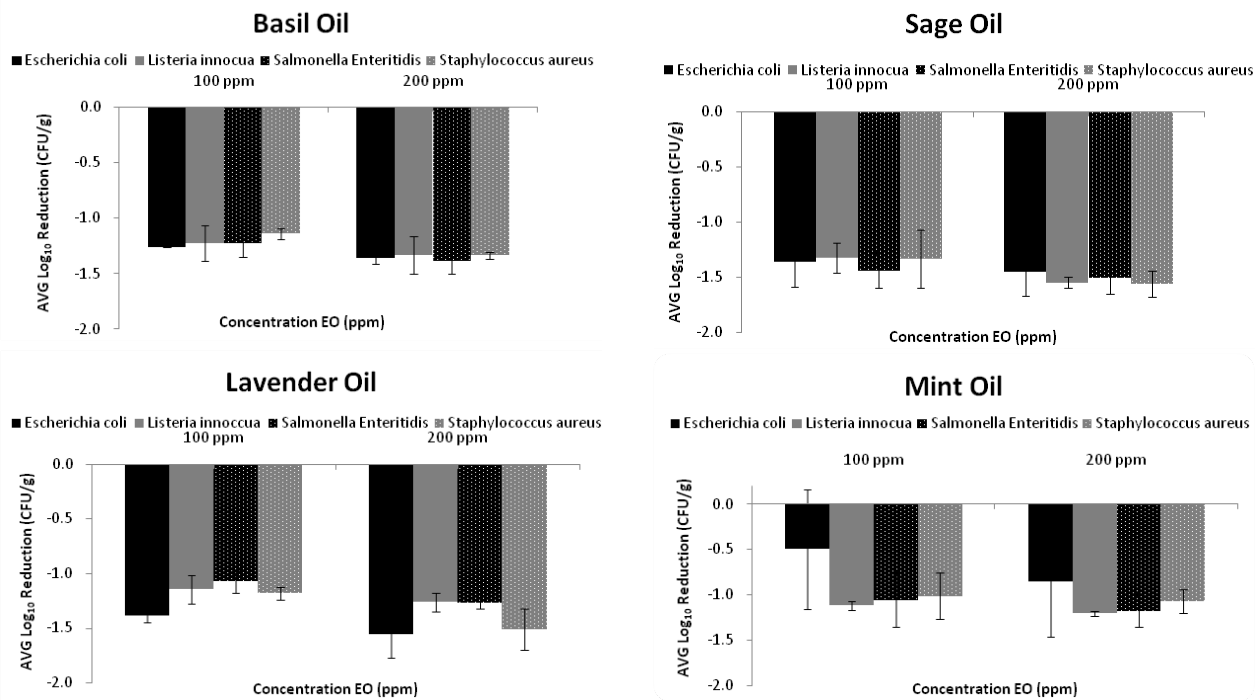 Basil Oil
Escherichia coli Listeria innocua Salmonella Enteritidis Staphylococcus aureus
100 ppm 200 ppm
0.0
-0.5
-1.0
-1.5
-2.0
AVG Log10 Reduction (CFU/g)
Concentration EO (ppm)
Sage Oil
Escherichia coli Listeria innocua Salmonella Enteritidis Staphylococcus aureus
100 ppm 200 ppm
0.0
-0.5
-1.0
-1.5
-2.0
AVG Log10 Reduction (CFU/g)
Concentration EO (ppm)
Lavender Oil
Escherichia coli Listeria innoccua Salmonella Enteritidis Staphylococcus aureus
100 ppm 200 ppm
0.0
-0.5
-1.0
-1.5
-2.0
AVG Log10 Reduction (CFU/g)
Concentration EO (ppm)
Mint Oil
Escherichia coli Listeria innocua Salmonella Enteritidis Staphylococcus aureus
100 ppm 200 ppm
0.0
-0.5
-1.0
-1.5
-2.0
AVG Log10 Reduction (CFU/g)
Concentration EO (ppm)